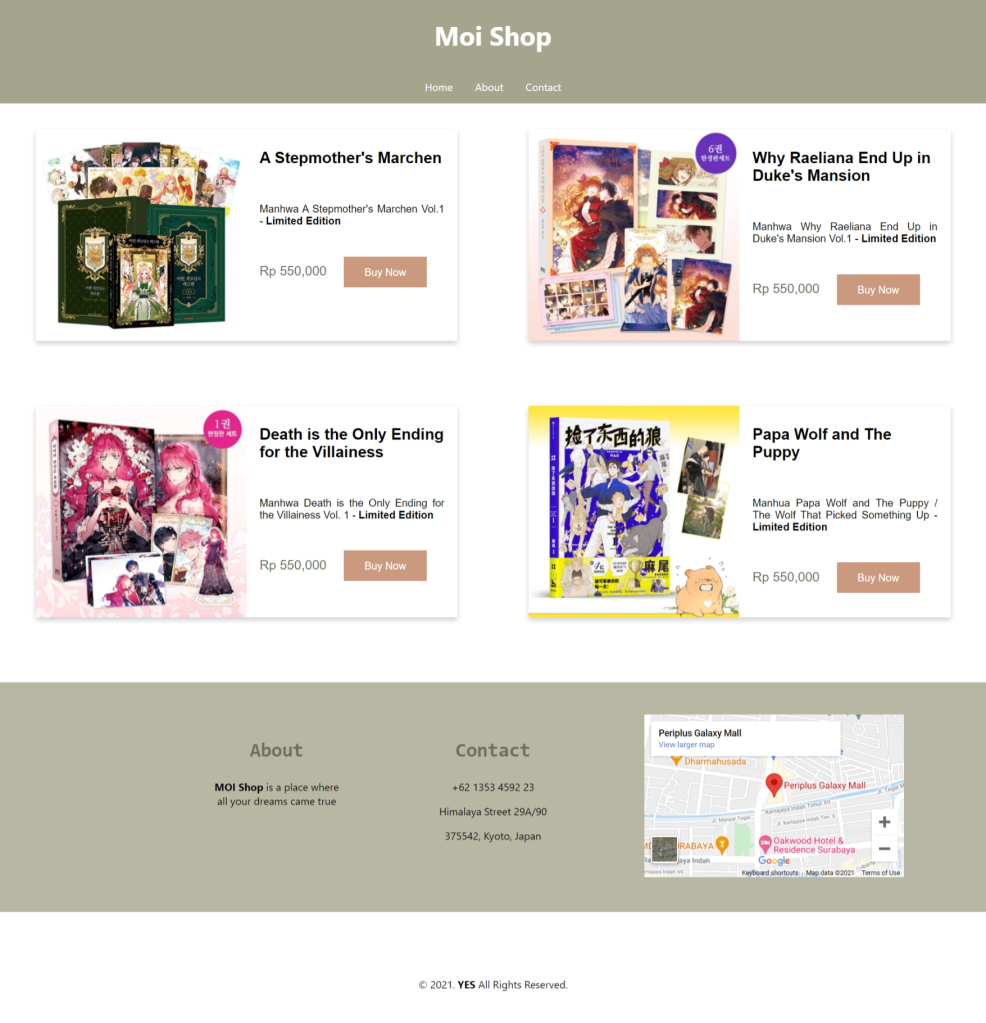 Moi Shop
Home About Contact
A Stepmother's Marchen
Manhwa A Stepmother's Marchen Vol.1
- Limited Edition
Rp 550,000
Buy Now
6권
한정판세트
Why Raeliana End Up in
Duke's Mansion
Manhwa Why Raeliana End Up in
Duke's Mansion Vol.1 - Limited Edition
Rp 550,000
Buy Now
1권
한정판 세트
Death is the Only Ending
for the Villainess
Manhwa Death is the Only Ending for
the Villainess Vol. 1 - Limited Edition
Rp 550,000
Buy Now
捡了东西的狼
麻尾
Papa Wolf and The
Puppy
Manhua Papa Wolf and The Puppy /
The Wolf That Picked Something Up -
Limited Edition
Rp 550,000
Buy Now
About
MOI Shop is a place where
all your dreams came true
Contact
+62 1353 4592 23
Himalaya Street 29A/90
375542, Kyoto, Japan
Periplus Galaxy Mall
View larger map
Dharmahusada
Periplus Galaxy Mall
Oakwood Hotel &
Residence Surabaya
Google
Keyboard shortcuts Map data ©2021 Terms of Use
© 2021. YES All Rights Reserved.